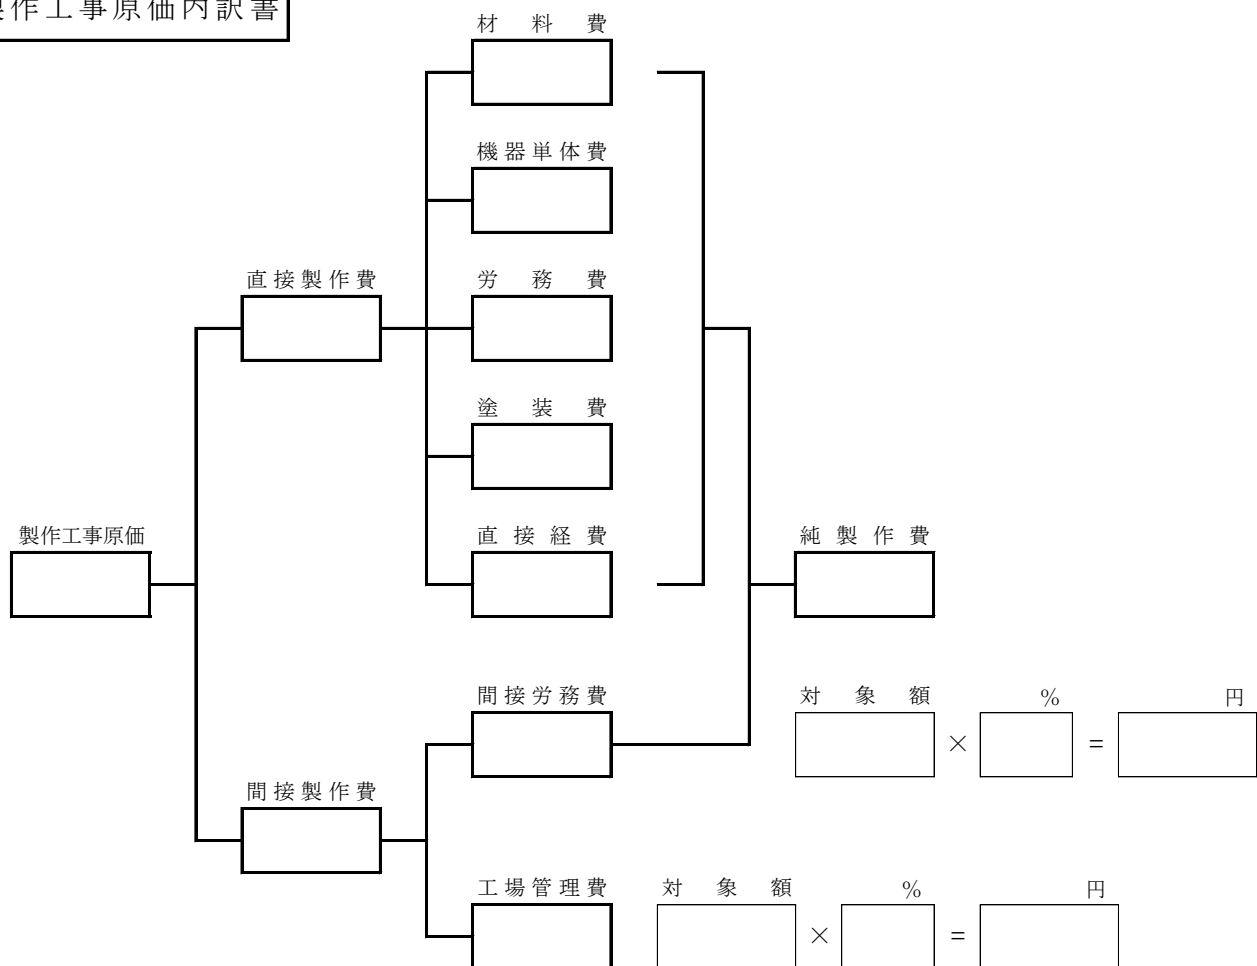 製作工事原価内訳書
材料費
機器単体費
直接製作費
労務費
塗装費
製作工事原価
直接経費
純製作費
間接労務費
対象額 % 円
× =
間接製作費
工場管理費
対象額 % 円
× =